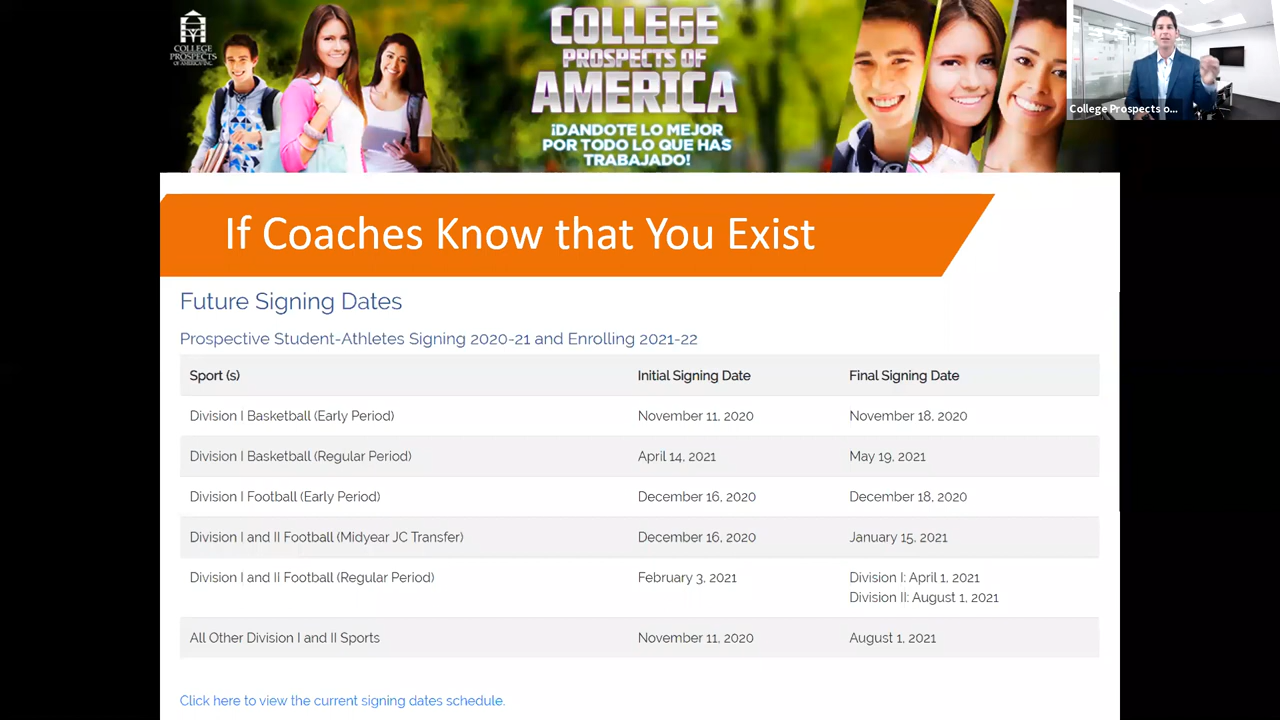 COLLEGE
PROSPECTS
OF AMERICA INC.
COLLEGE
PROSPECTS OF
AMERICA
¡DANDOTE LO MEJOR
POR TODO LO QUE HAS
TRABAJADO!
College Prospects o...
If Coaches Know that You Exist
Future Signing Dates
Prospective Student-Athletes Signing 2020-21 and Enrolling 2021-22
Sport (s) Initial Signing Date Final Signing Date
Division I Basketball (Early Period) November 11, 2020 November 18, 2020
Division I Basketball (Regular Period) April 14, 2021 May 19, 2021
Division I Football (Early Period) December 16, 2020 December 18, 2020
Division I and II Football (Midyear JC Transfer) December 16, 2020 January 15, 2021
Division I and II Football (Regular Period) February 3, 2021 Division I: April 1, 2021
Division II: August 1, 2021
All Other Division I and II Sports November 11, 2020 August 1, 2021
Click here to view the current signing dates schedule.